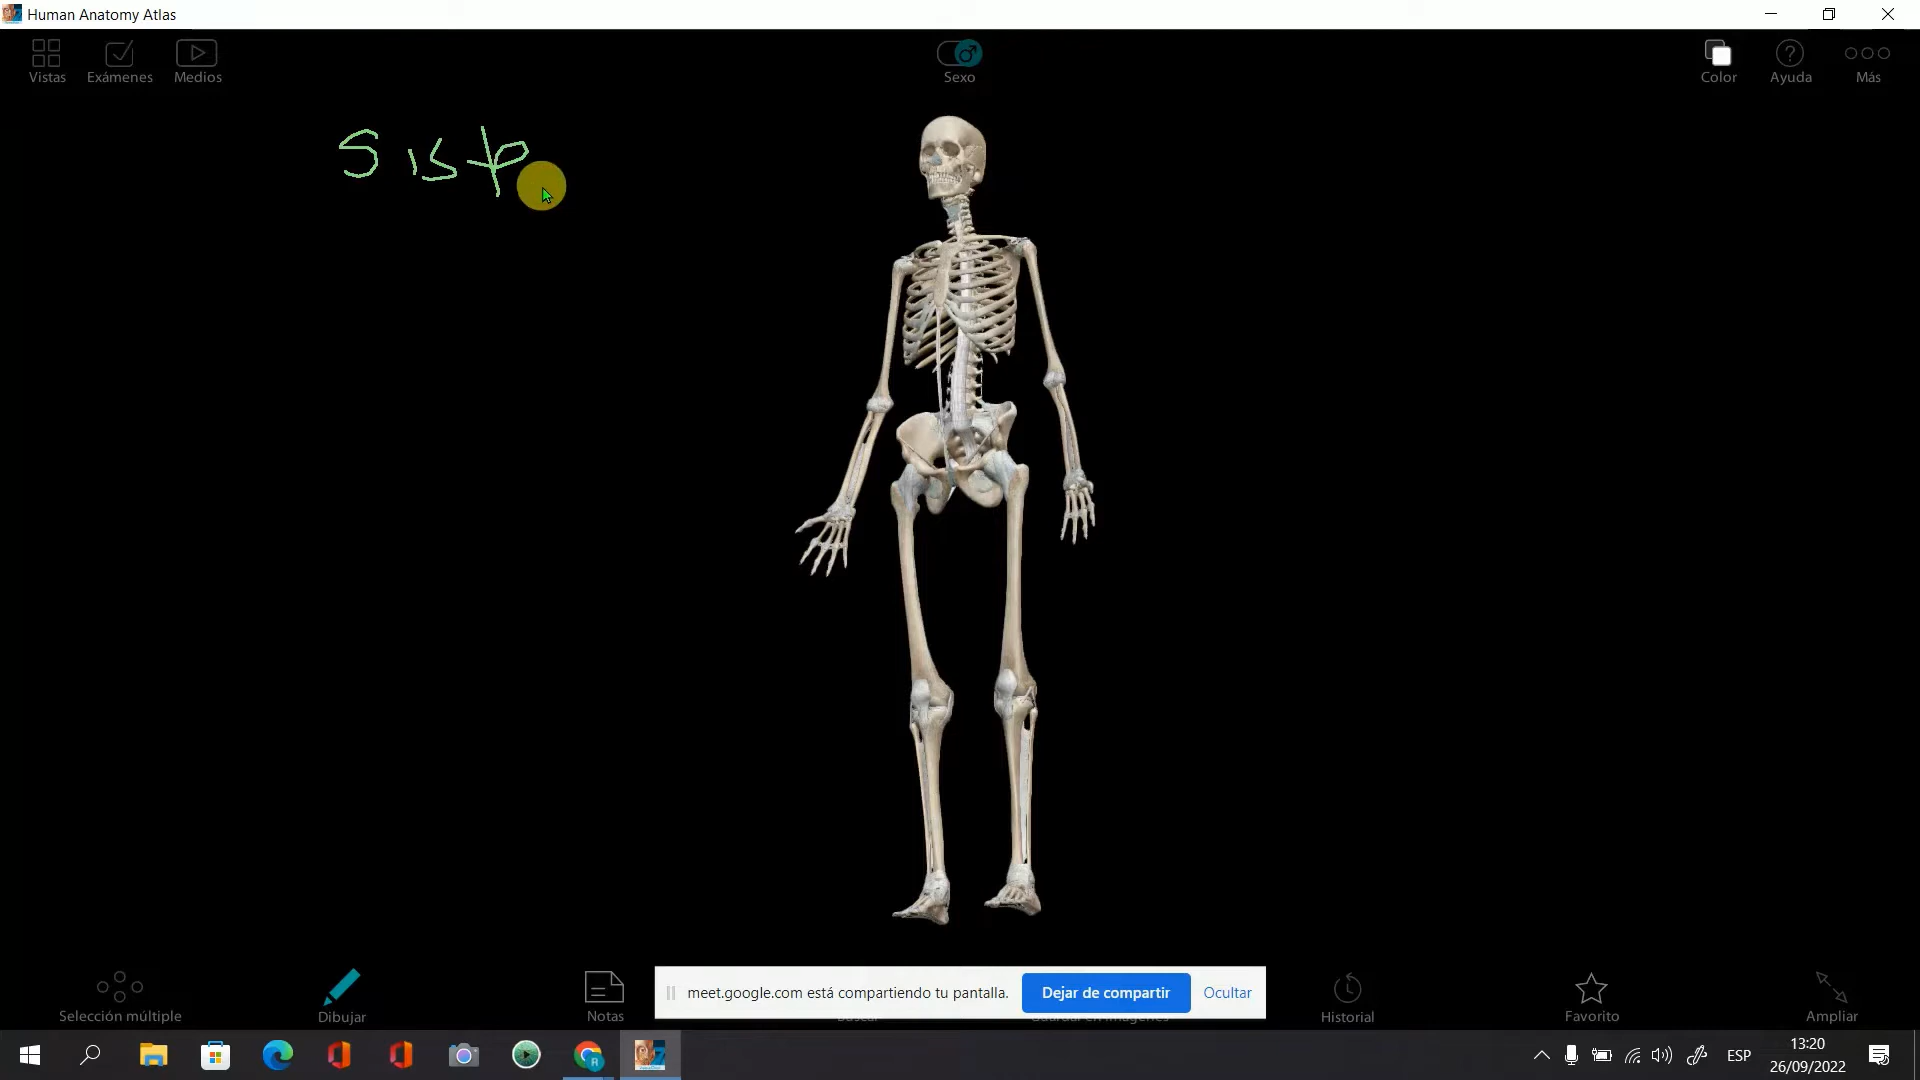 Human Anatomy Atlas
Vistas Exámenes Medios Sexo Color Ayuda Más
Siste
Selección múltiple Dibujar Notas Historial Favorito Ampliar
meet.google.com está compartiendo tu pantalla. Dejar de compartir Ocultar
ESP 13:20
26/09/2022